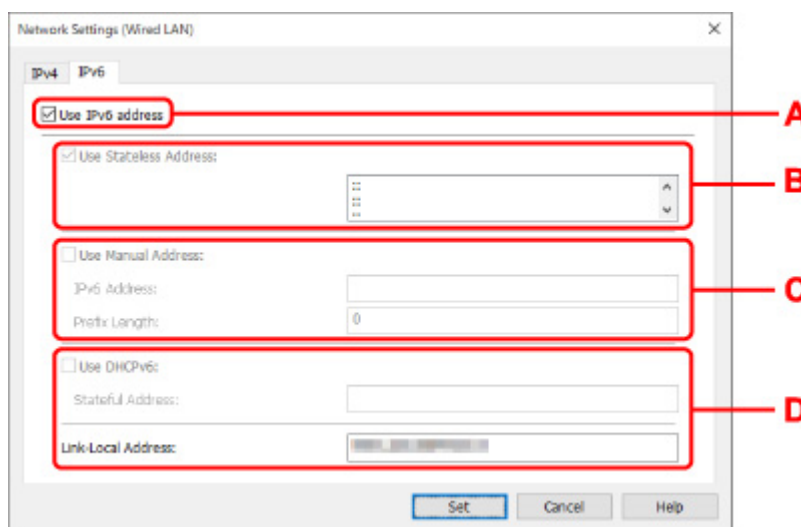 Network Settings (Wired LAN)
IPv4 IPv6
Use IPv6 address
A
Use Stateless Address:
::
::
::
B
Use Manual Address:
IPv6 Address:
C
Prefix Length: 0
Use DHCPv6:
Stateful Address:
D
Link-Local Address:
Set Cancel Help